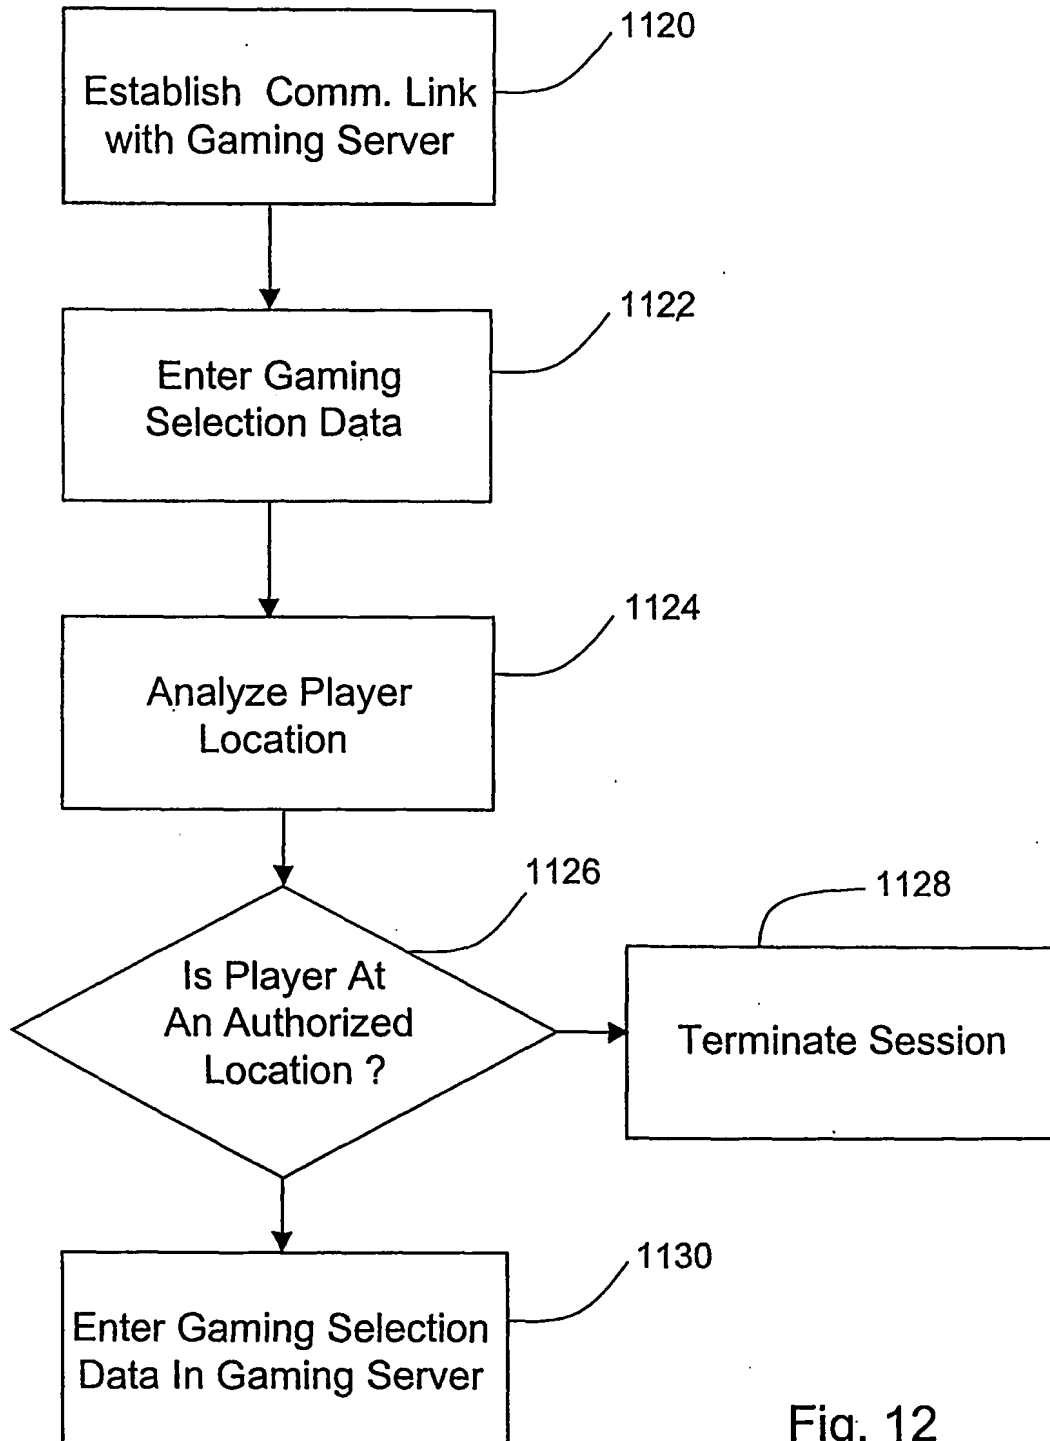 1120
Establish Comm. Link
with Gaming Server
1122
Enter Gaming
Selection Data
1124
Analyze Player
Location
1126
1128
Is Player At
An Authorized
Location ?
Terminate Session
1130
Enter Gaming Selection
Data In Gaming Server
Fig. 12